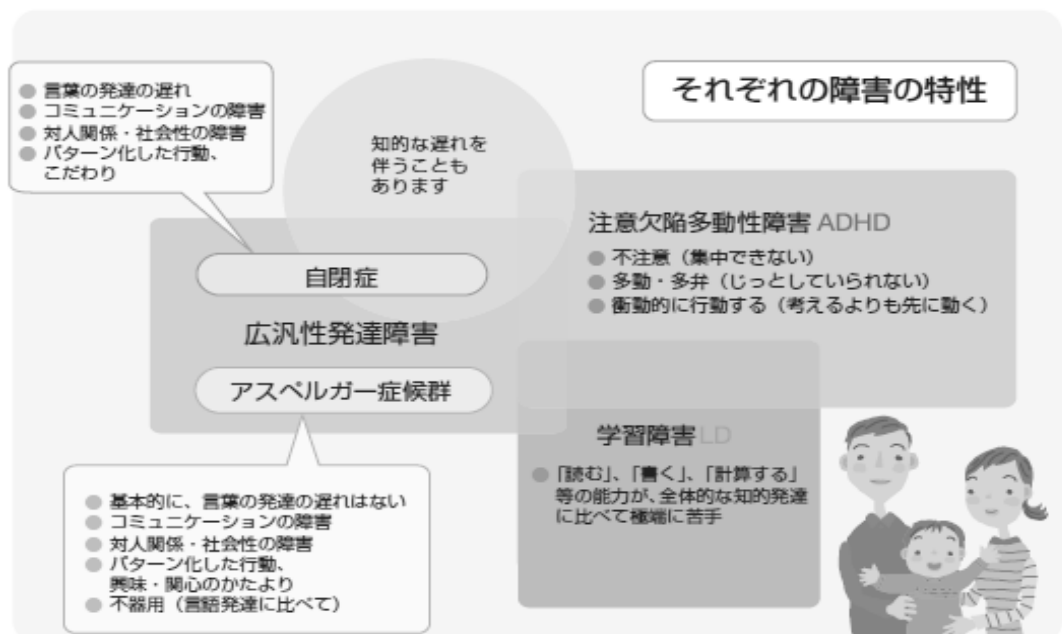 それぞれの障害の特性
● 言葉の発達の遅れ
● コミュニケーションの障害
● 対人関係・社会性の障害
● パターン化した行動、
こだわり
知的な遅れを
伴うことも
あります
自閉症
広汎性発達障害
アスペルガー症候群
● 基本的に、言葉の発達の遅れはない
● コミュニケーションの障害
● 対人関係・社会性の障害
● パターン化した行動、
興味・関心のかたより
● 不器用（言語発達に比べて）
注意欠陥多動性障害 ADHD
● 不注意（集中できない）
● 多動・多弁（じっとしていられない）
● 衝動的に行動する（考えるよりも先に動く）
学習障害 LD
● 「読む」、「書く」、「計算する」
等の能力が、全体的な知的発達
に比べて極端に苦手